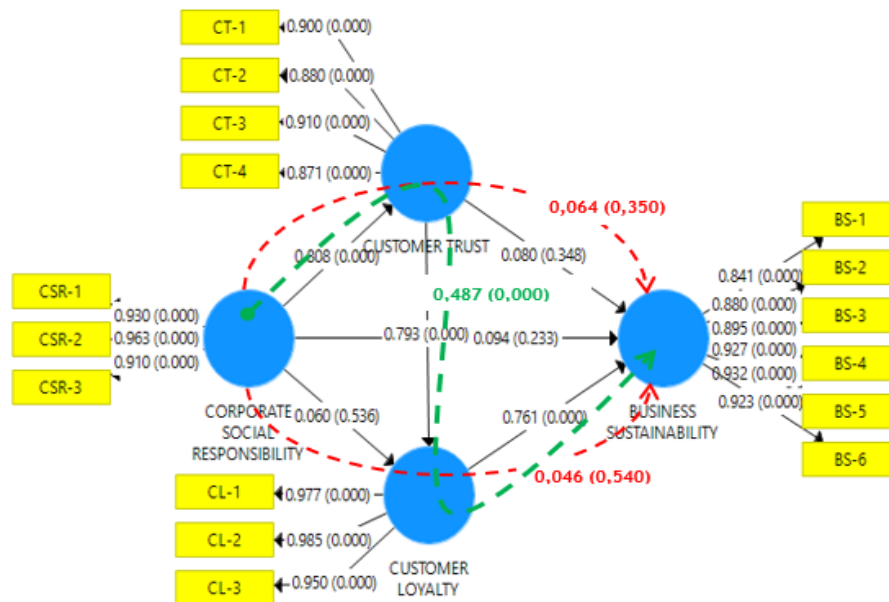 CT-1
0.900 (0.000)
CT-2
0.880 (0.000)
CT-3
0.910 (0.000)
CT-4
0.871 (0.000)
CUSTOMER TRUST
0.808 (0.000)
0,064 (0,350)
0.080 (0.348)
BS-1
0.841 (0.000)
BS-2
0.880 (0.000)
BS-3
0.895 (0.000)
0.927 (0.000)
BS-4
0.932 (0.000)
0.923 (0.000)
BS-5
BS-6
CSR-1
0.930 (0.000)
CSR-2
0.963 (0.000)
CSR-3
0.910 (0.000)
0,487 (0,000)
0.793 (0.000)
0.094 (0.233)
CORPORATE
SOCIAL
RESPONSIBILITY
0.060 (0.536)
0.761 (0.000)
BUSINESS
SUSTAINABILITY
0,046 (0,540)
CL-1
0.977 (0.000)
CL-2
0.985 (0.000)
CL-3
0.950 (0.000)
CUSTOMER
LOYALTY